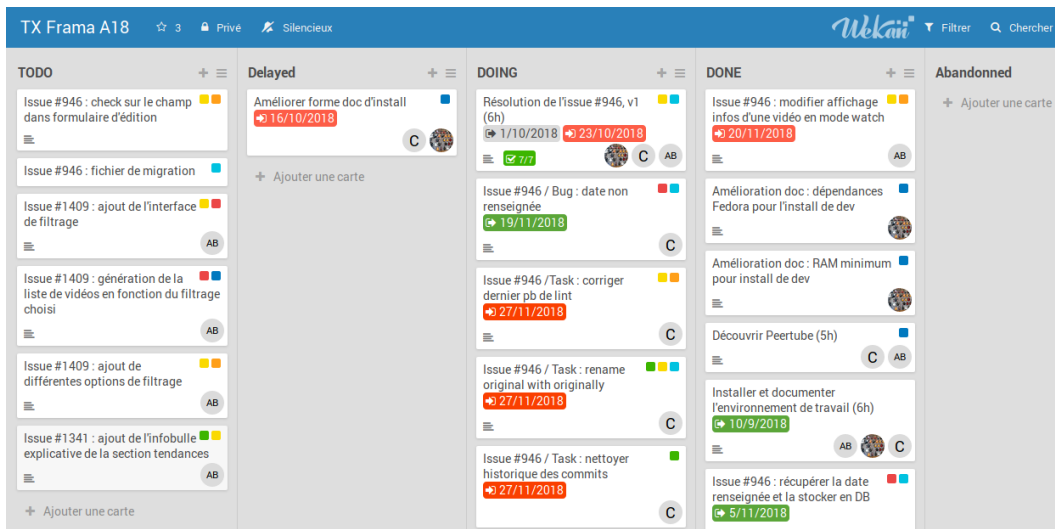 TX Frama A18
3
Privé
Silencieux
Wekan
Filtrer
Chercher
TODO
Issue #946 : check sur le champ
dans formulaire d'édition
Issue #946 : fichier de migration
Issue #1409 : ajout de l'interface
de filtrage
AB
Issue #1409 : génération de la
liste de vidéos en fonction du filtrage
choisi
AB
Issue #1409 : ajout de
différentes options de filtrage
AB
Issue #1341 : ajout de l'infobulle
explicative de la section tendances
AB
Ajouter une carte
Delayed
Améliorer forme doc d'install
16/10/2018
C
Ajouter une carte
DOING
Résolution de l'issue #946, v1
(6h)
1/10/2018 23/10/2018
7/7
C AB
Issue #946 / Bug : date non
renseignée
19/11/2018
C
Issue #946 /Task : corriger
dernier pb de lint
27/11/2018
C
Issue #946 / Task : rename
original with originally
27/11/2018
C
Issue #946 / Task : nettoyer
historique des commits
27/11/2018
C
DONE
Issue #946 : modifier affichage
infos d'une vidéo en mode watch
20/11/2018
AB
Amélioration doc : dépendances
Fedora pour l'install de dev
Amélioration doc : RAM minimum
pour install de dev
Découvrir Peertube (5h)
C AB
Installer et documenter
l'environnement de travail (6h)
10/9/2018
AB C
Issue #946 : récupérer la date
renseignée et la stocker en DB
5/11/2018
Abandonned
Ajouter une carte